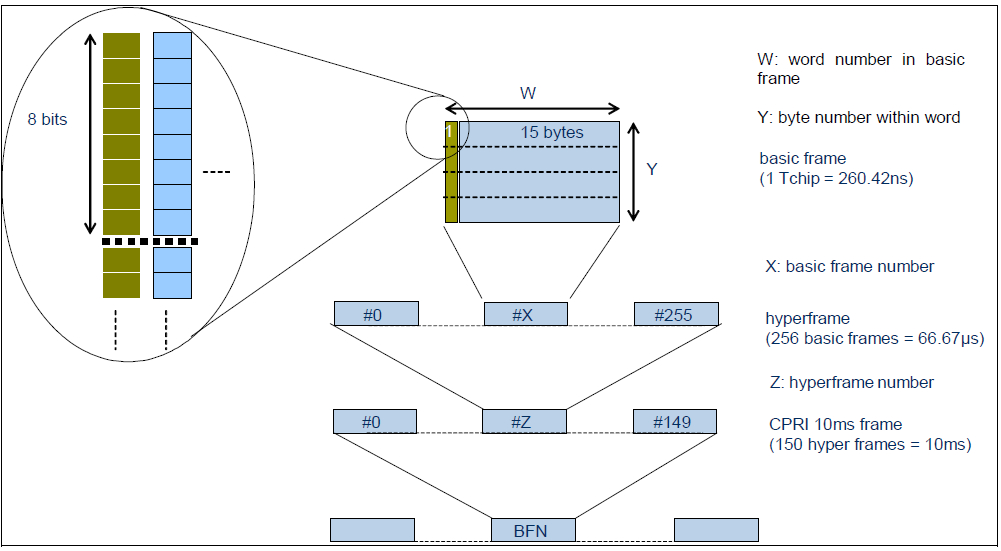 8 bits
W
1
15 bytes
Y
W: word number in basic
frame
Y: byte number within word
basic frame
(1 Tchip = 260.42ns)
X: basic frame number
#0
#X
#255
hyperframe
(256 basic frames = 66.67µs)
Z: hyperframe number
#0
#Z
#149
CPRI 10ms frame
(150 hyper frames = 10ms)
BFN